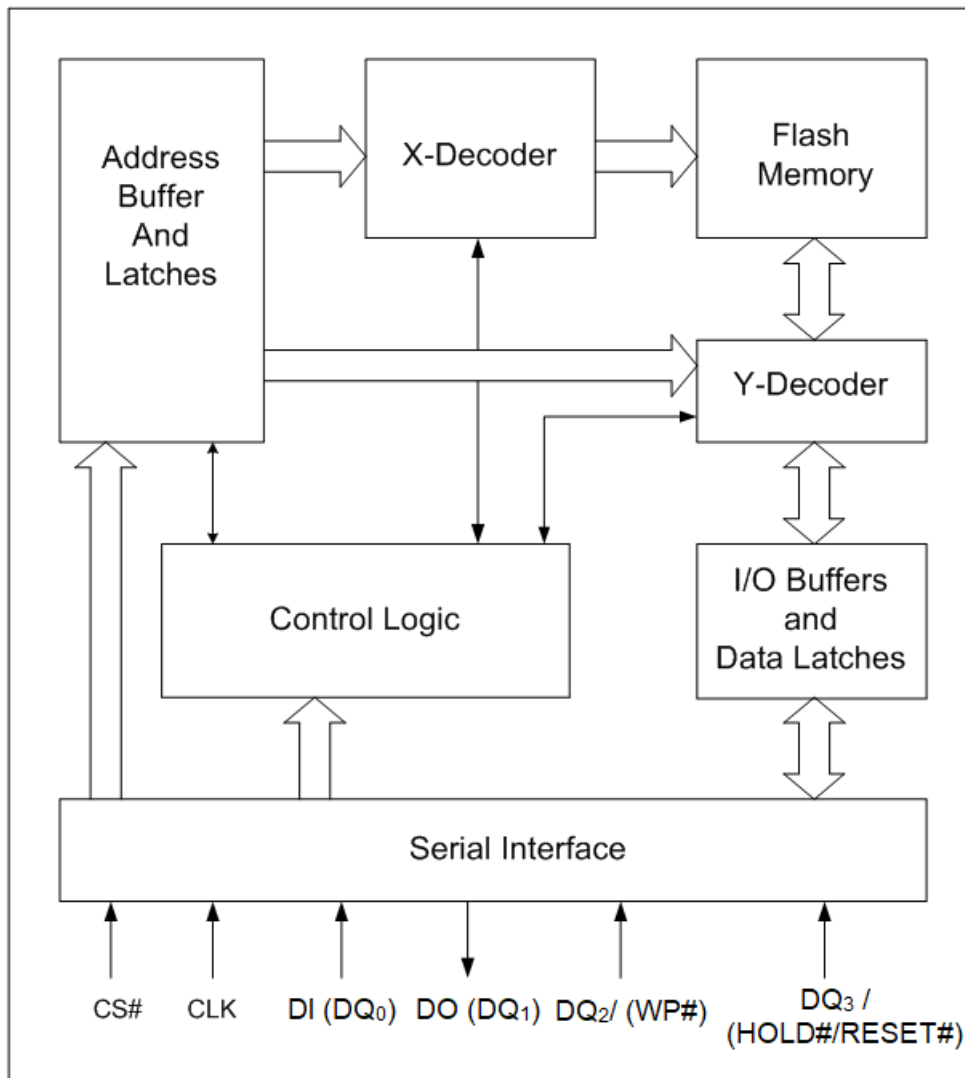 Address
Buffer
And
Latches
X-Decoder
Flash
Memory
Y-Decoder
Control Logic
I/O Buffers
and
Data Latches
Serial Interface
CS#
CLK
DI (DQ₀)
DO (DQ₁)
DQ₂/ (WP#)
DQ₃ /
(HOLD#/RESET#)